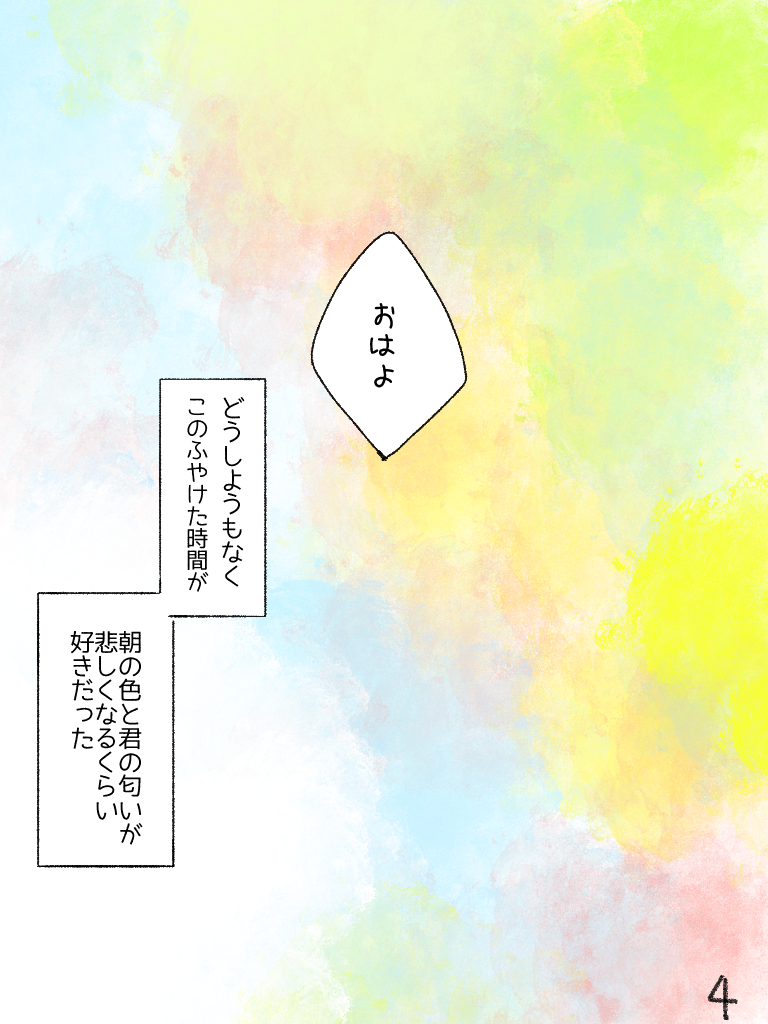 おはよ
どうしようもなく
このふやけた時間が
朝の色と君の匂いが
悲しくなるくらい
好きだった
4